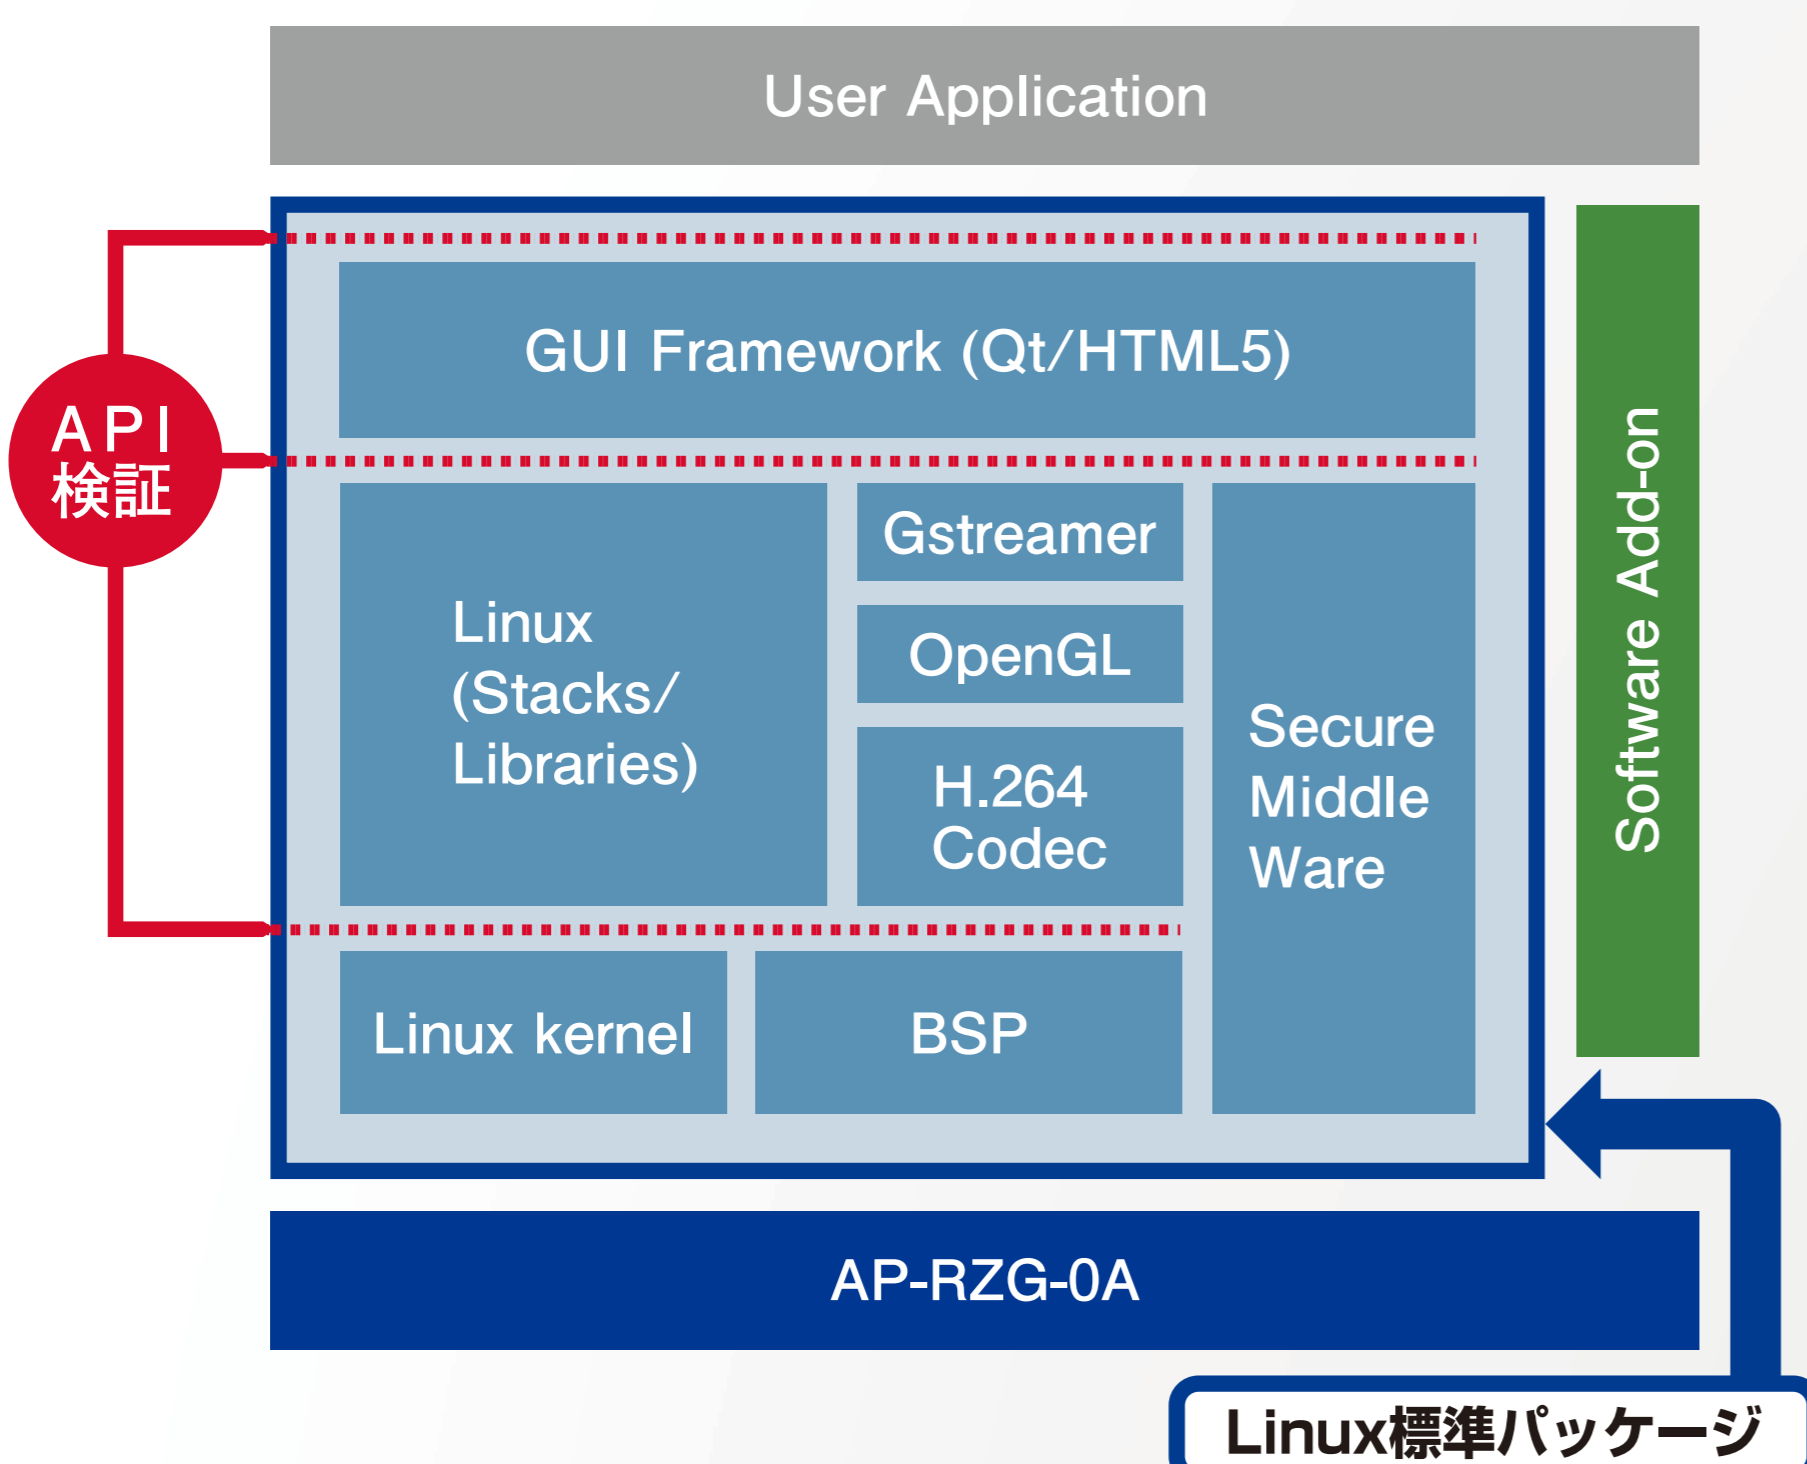 User Application
GUI Framework (Qt/HTML5)
API
検証
Linux
(Stacks/
Libraries)
Gstreamer
OpenGL
H.264
Codec
Secure
Middle
Ware
Software Add-on
Linux kernel
BSP
AP-RZG-0A
Linux標準パッケージ